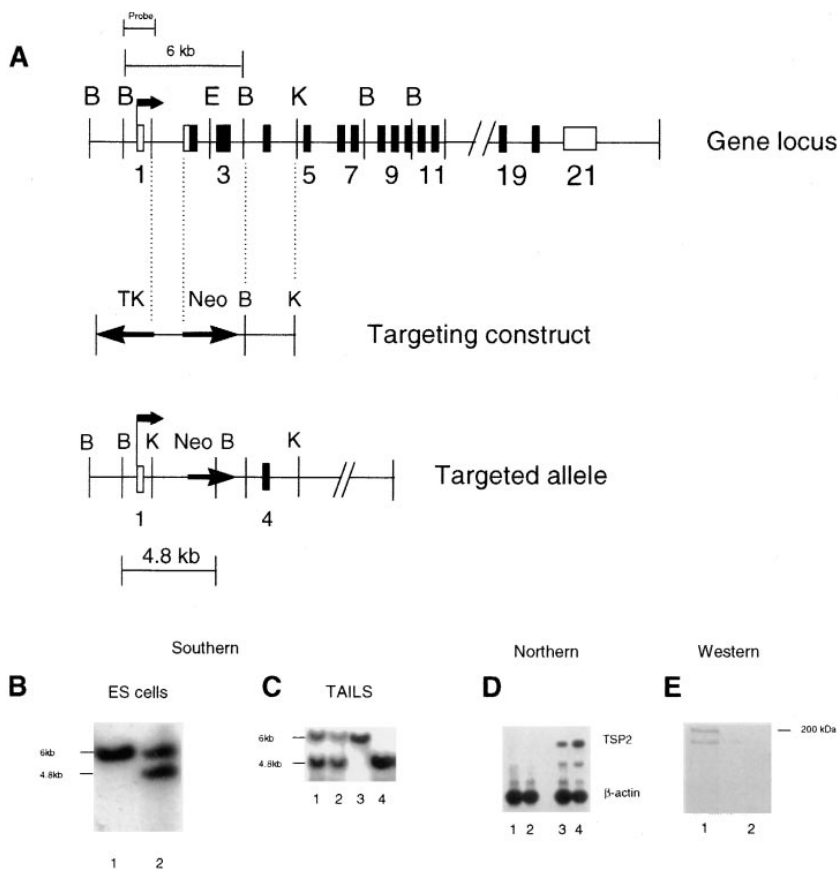 Probe
A
6 kb
B B E B K B B
Gene locus
1 3 5 7 9 11 19 21
TK Neo B K
Targeting construct
B B K Neo B K
Targeted allele
1 4
4.8 kb
Southern Northern Western
B ES cells
C TAILS
D
E
6kb
4.8kb
1 2
6kb
4.8kb
1 2 3 4
TSP2
β-actin
1 2 3 4
200 kDa
1 2